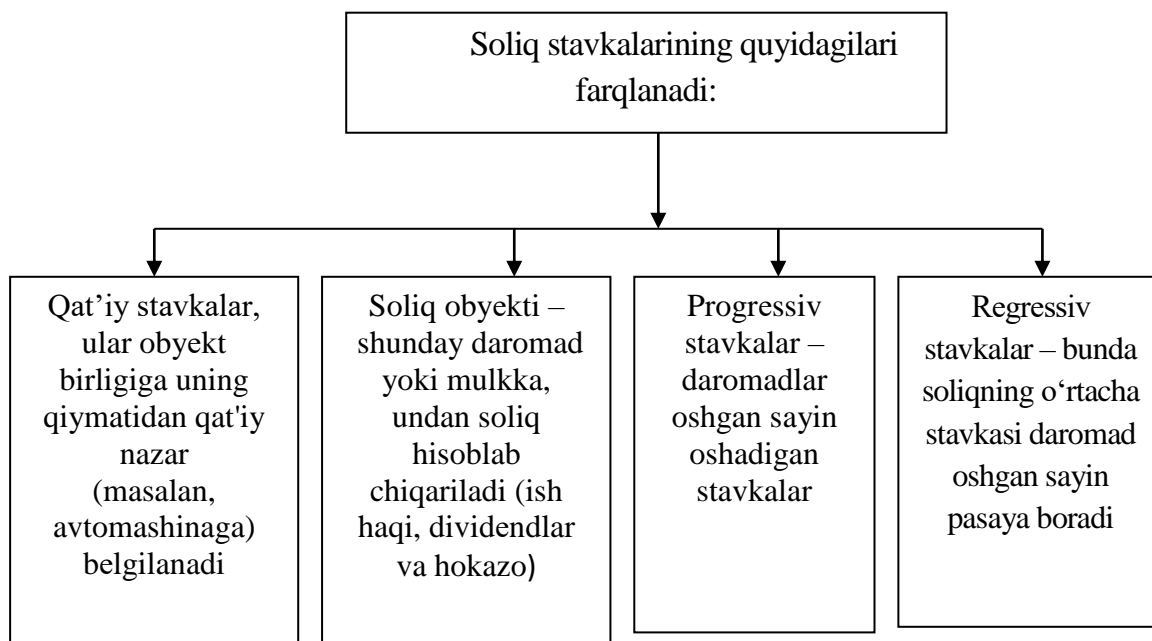 Soliq stavkalarining quyidagilari
farqlanadi:
Qat’iy stavkalar,
ular obyekt
birligiga uning
qiymatidan qat'iy
nazar
(masalan,
avtomashinaga)
belgilanadi
Soliq obyekti –
shunday daromad
yoki mulkka,
undan soliq
hisoblab
chiqariladi (ish
haqi, dividendlar
va hokazo)
Progressiv
stavkalar –
daromadlar
oshgan sayin
oshadigan
stavkalar
Regressiv
stavkalar – bunda
soliqning o‘rtacha
stavkasi daromad
oshgan sayin
pasaya boradi